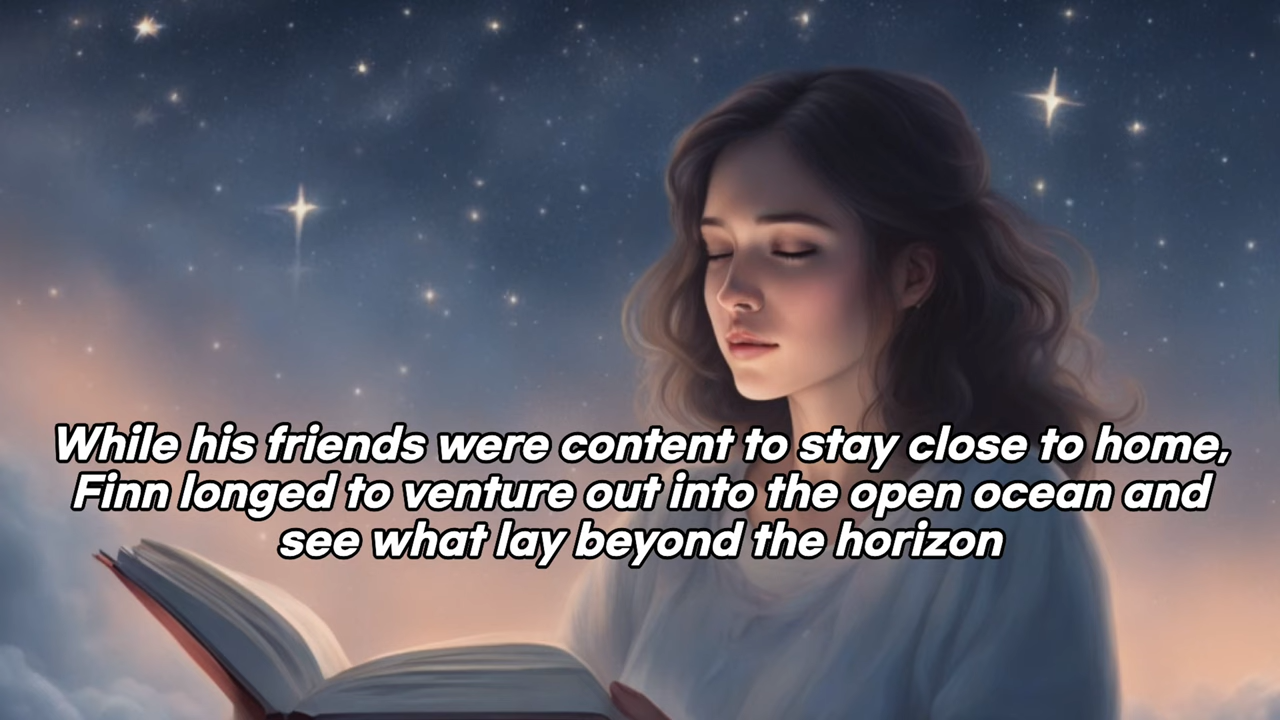 While his friends were content to stay close to home,
Finn longed to venture out into the open ocean and
see what lay beyond the horizon